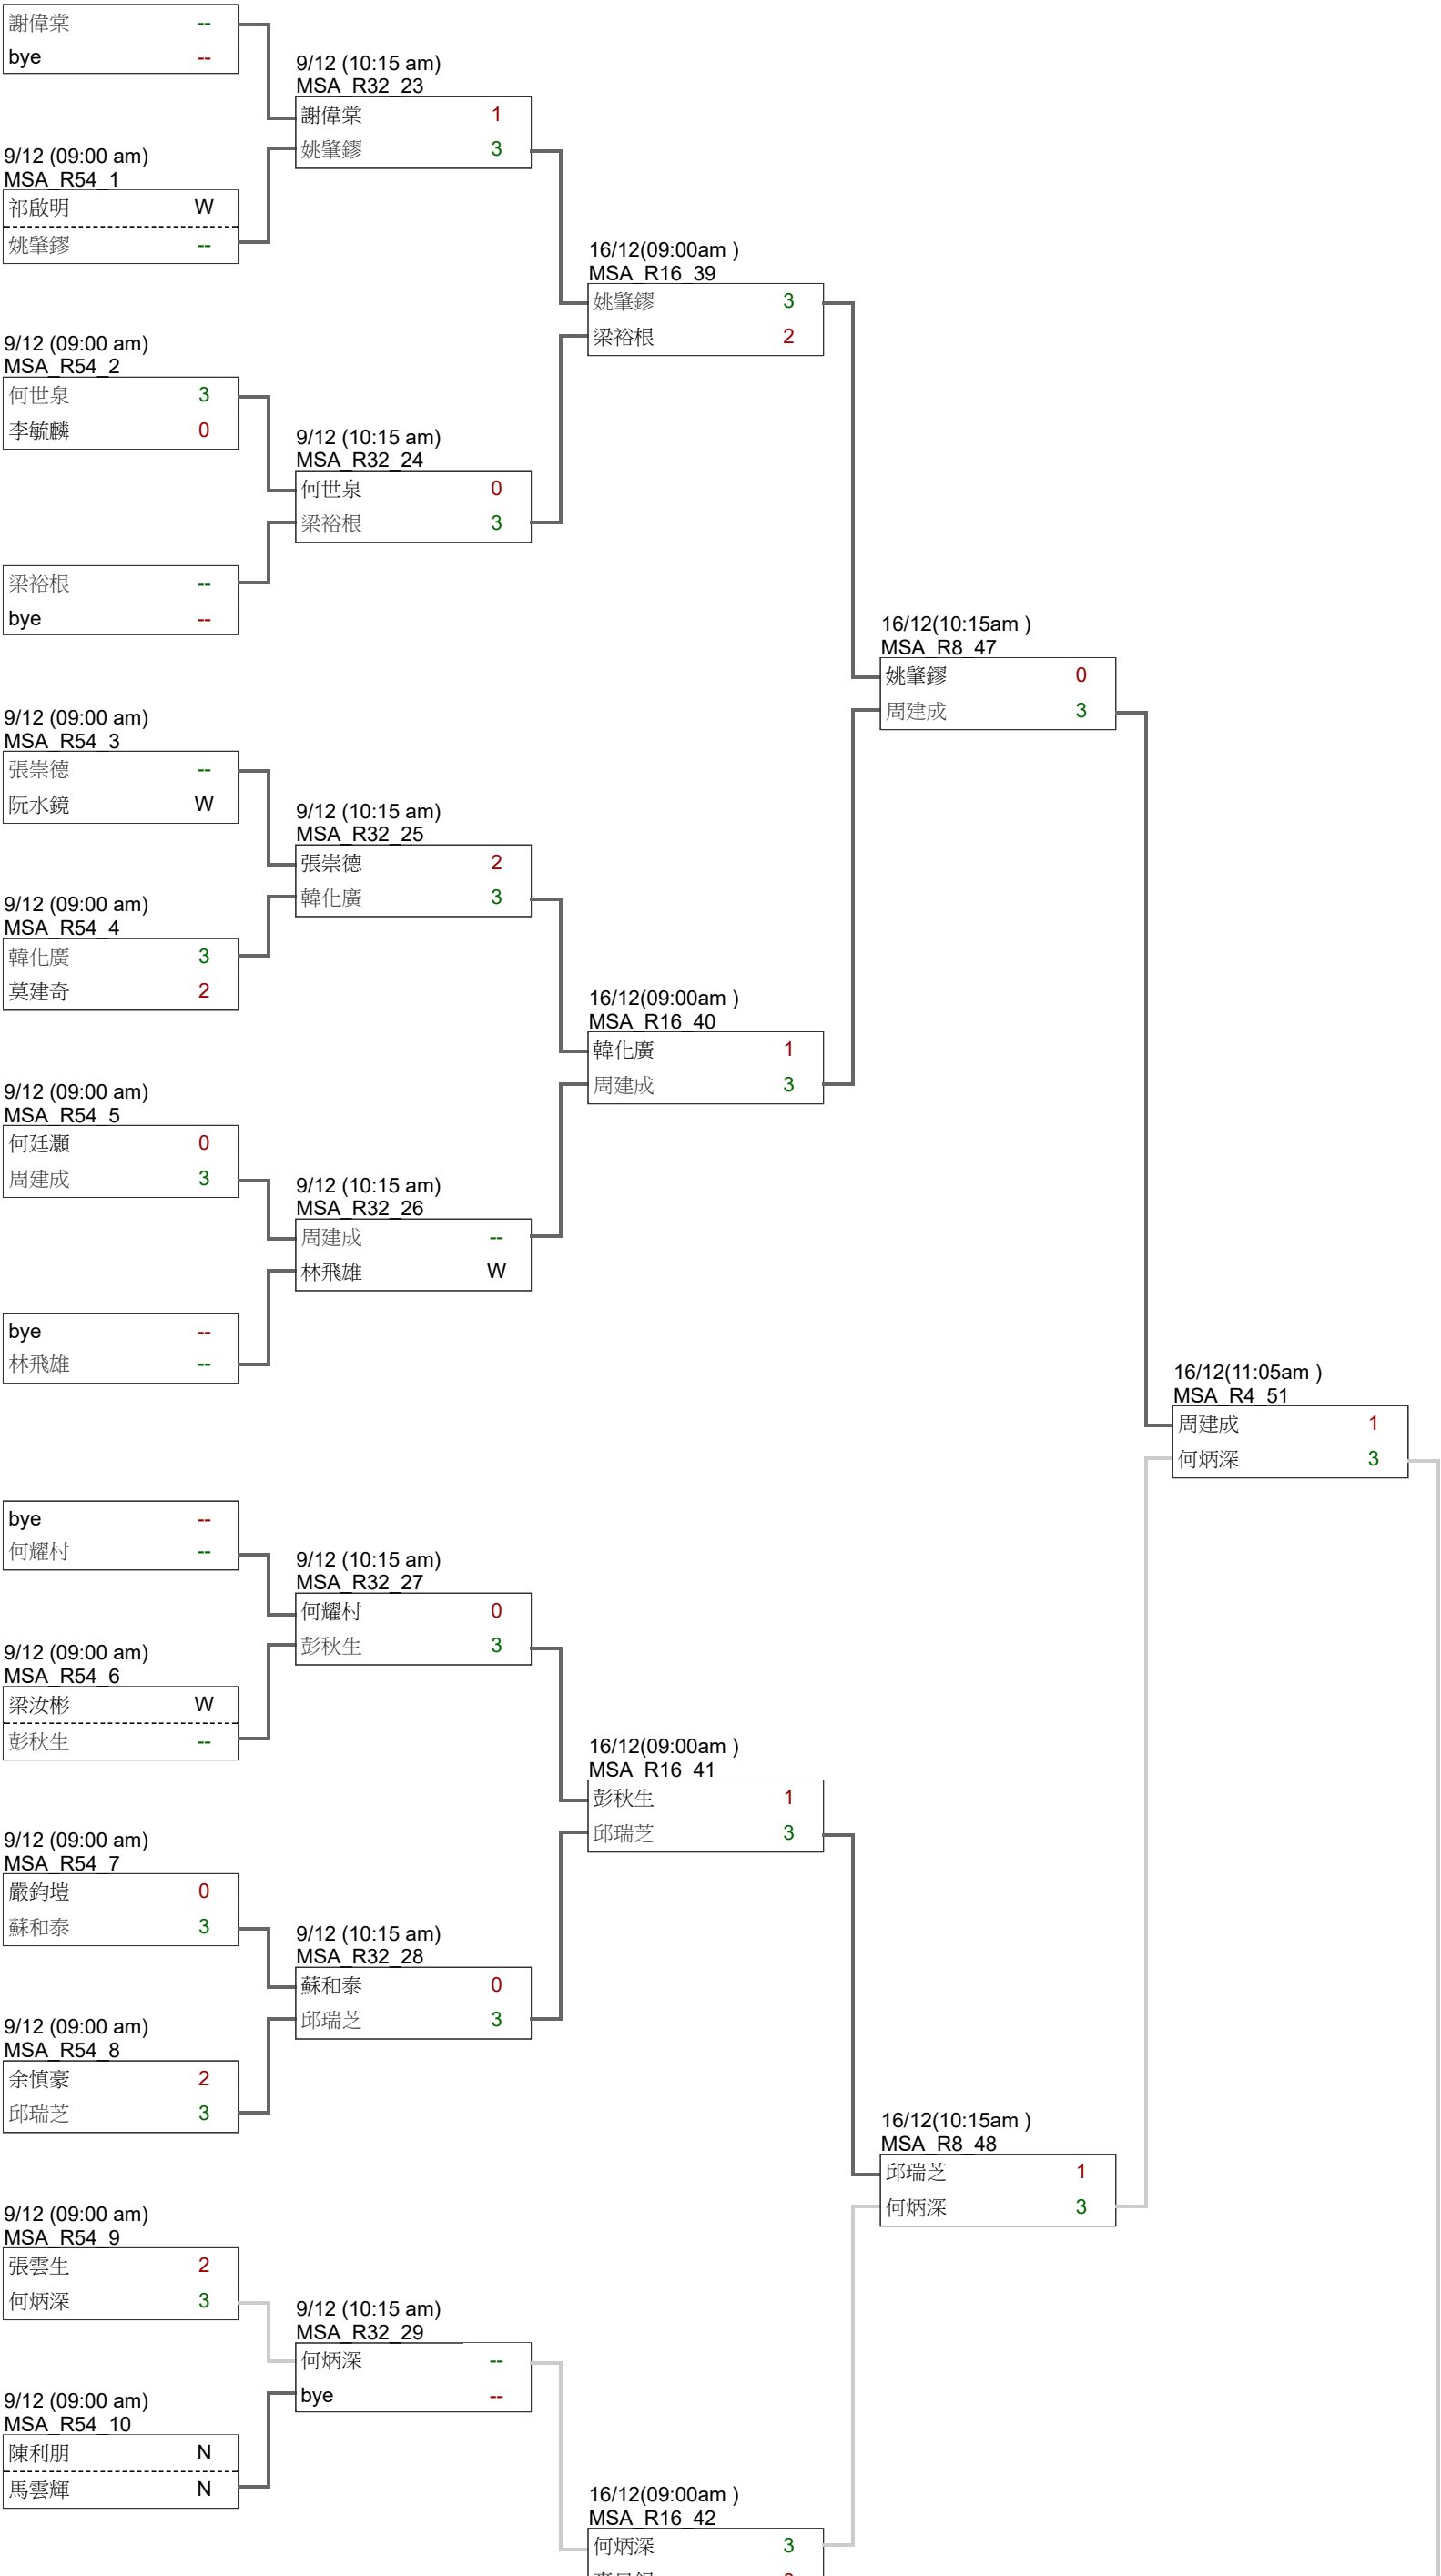 謝偉棠 --
bye --
9/12 (10:15 am)
MSA_R32_23
謝偉棠 1
姚肇鏐 3
9/12 (09:00 am)
MSA_R54_1
祁啟明 W
姚肇鏐 --
16/12(09:00am )
MSA_R16_39
姚肇鏐 3
梁裕根 2
9/12 (09:00 am)
MSA_R54_2
何世泉 3
李毓麟 0
9/12 (10:15 am)
MSA_R32_24
何世泉 0
梁裕根 3
梁裕根 --
bye --
16/12(10:15am )
MSA_R8_47
姚肇鏐 0
周建成 3
9/12 (09:00 am)
MSA_R54_3
張崇德 --
阮水鏡 W
9/12 (10:15 am)
MSA_R32_25
張崇德 2
韓化廣 3
9/12 (09:00 am)
MSA_R54_4
韓化廣 3
莫建奇 2
16/12(09:00am )
MSA_R16_40
韓化廣 1
周建成 3
9/12 (09:00 am)
MSA_R54_5
何廷灝 0
周建成 3
9/12 (10:15 am)
MSA_R32_26
周建成 --
林飛雄 W
bye --
林飛雄 --
16/12(11:05am )
MSA_R4_51
周建成 1
何炳深 3
bye --
何耀村 --
9/12 (10:15 am)
MSA_R32_27
何耀村 0
彭秋生 3
9/12 (09:00 am)
MSA_R54_6
梁汝彬 W
彭秋生 --
16/12(09:00am )
MSA_R16_41
彭秋生 1
邱瑞芝 3
9/12 (09:00 am)
MSA_R54_7
嚴鈞塏 0
蘇和泰 3
9/12 (10:15 am)
MSA_R32_28
蘇和泰 0
邱瑞芝 3
9/12 (09:00 am)
MSA_R54_8
余慎豪 2
邱瑞芝 3
16/12(10:15am )
MSA_R8_48
邱瑞芝 1
何炳深 3
9/12 (09:00 am)
MSA_R54_9
張雲生 2
何炳深 3
9/12 (10:15 am)
MSA_R32_29
何炳深 --
bye --
9/12 (09:00 am)
MSA_R54_10
陳利朋 N
馬雲輝 N
16/12(09:00am )
MSA_R16_42
何炳深 3